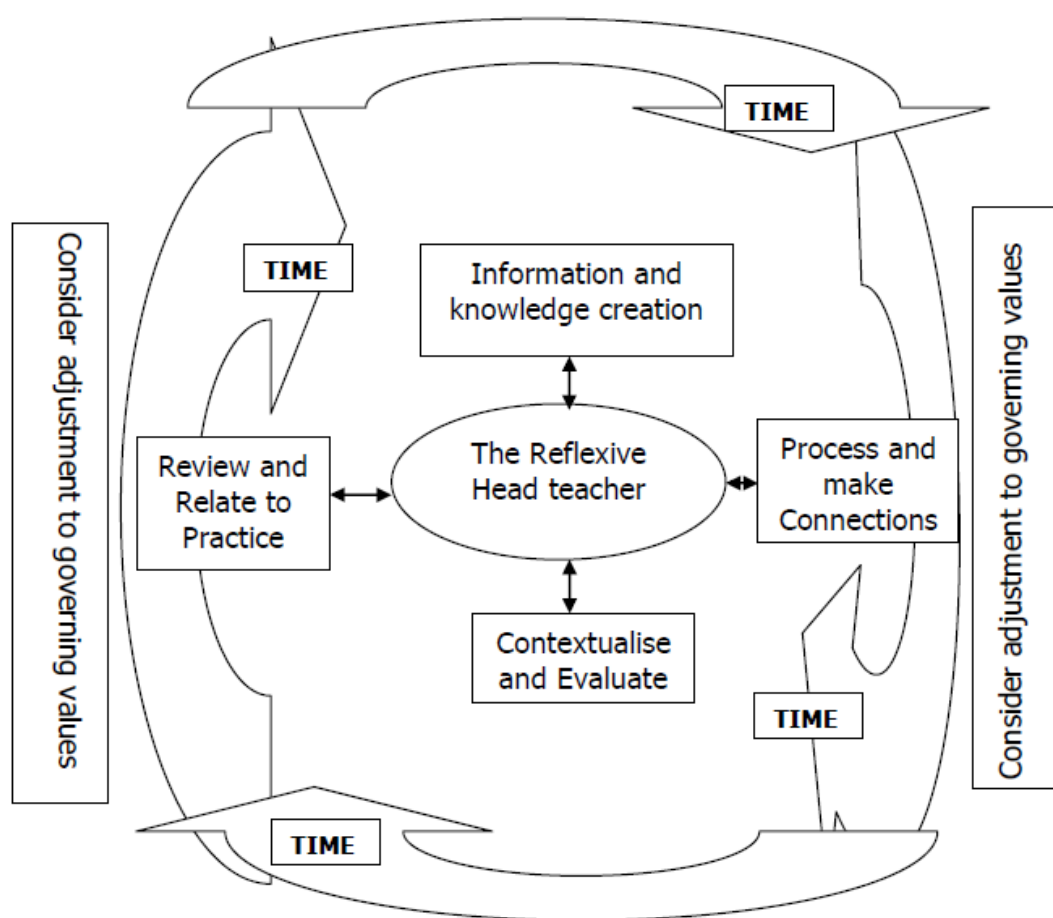 TIME
TIME
Information and
knowledge creation
Consider adjustment to governing values
Review and
Relate to
Practice
The Reflexive
Head teacher
Process and
make
Connections
Consider adjustment to governing values
Contextualise
and Evaluate
TIME
TIME